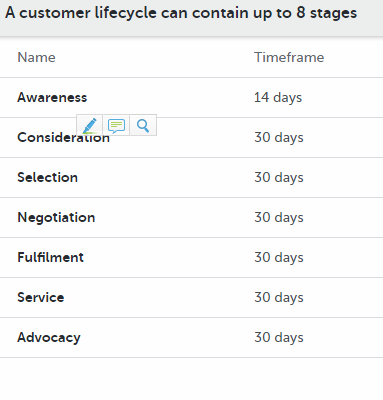 A customer lifecycle can contain up to 8 stages
Name Timeframe
Awareness 14 days
Consideration 30 days
Selection 30 days
Negotiation 30 days
Fulfilment 30 days
Service 30 days
Advocacy 30 days